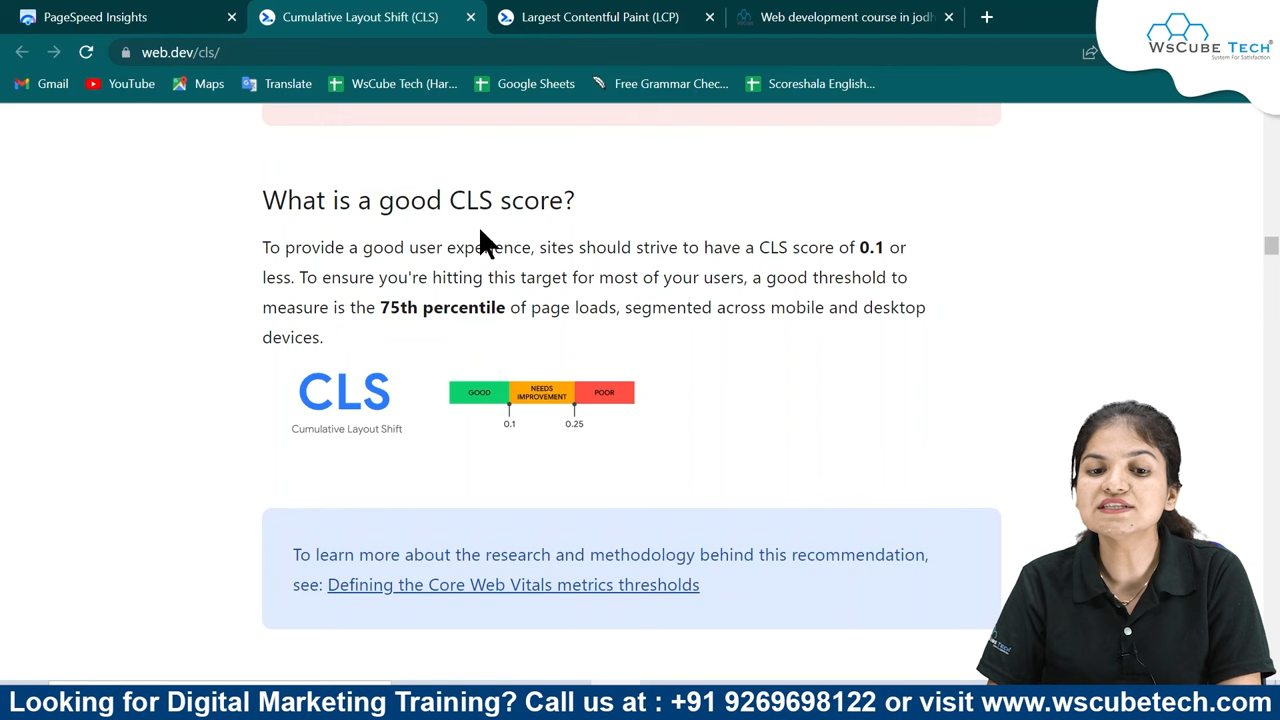 PageSpeed Insights
Cumulative Layout Shift (CLS)
Largest Contentful Paint (LCP)
Web development course in jodh
web.dev/cls/
WsCube Tech®
System For Satisfaction
Gmail
YouTube
Maps
Translate
WsCube Tech (Har...
Google Sheets
Free Grammar Chec...
Scoreshala English...
What is a good CLS score?
To provide a good user experience, sites should strive to have a CLS score of 0.1 or
less. To ensure you're hitting this target for most of your users, a good threshold to
measure is the 75th percentile of page loads, segmented across mobile and desktop
devices.
CLS
Cumulative Layout Shift
GOOD
NEEDS
IMPROVEMENT
POOR
0.1
0.25
To learn more about the research and methodology behind this recommendation,
see: Defining the Core Web Vitals metrics thresholds
Looking for Digital Marketing Training? Call us at : +91 9269698122 or visit www.wscubetech.com